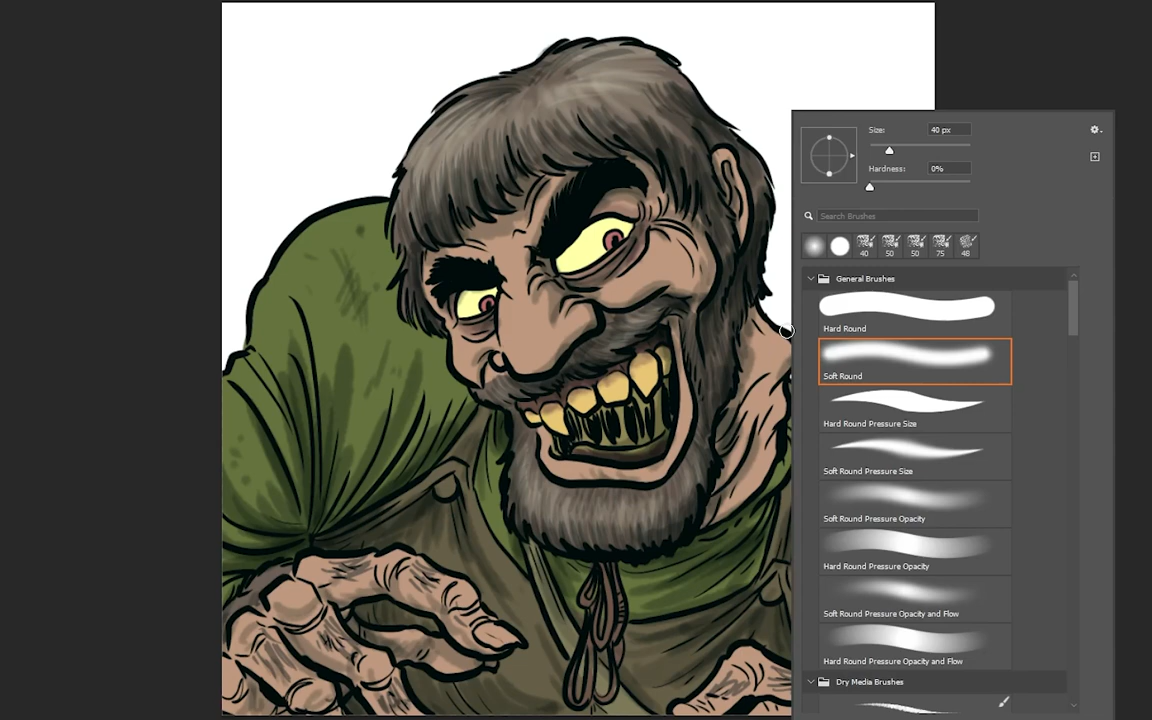 Size:
40 px
Hardness:
0%
Search Brushes
40
50
50
75
48
General Brushes
Hard Round
Soft Round
Hard Round Pressure Size
Soft Round Pressure Size
Soft Round Pressure Opacity
Hard Round Pressure Opacity
Soft Round Pressure Opacity and Flow
Hard Round Pressure Opacity and Flow
Dry Media Brushes